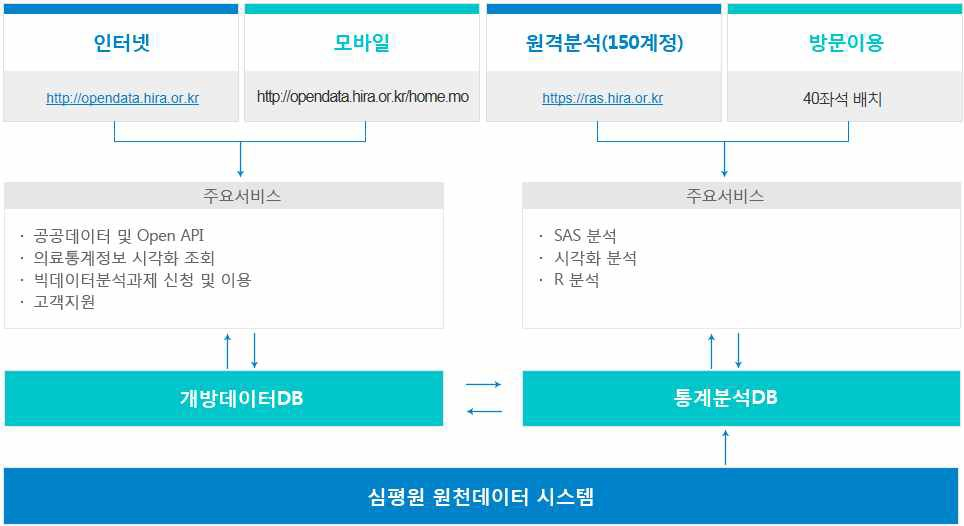 인터넷
http://opendata.hira.or.kr
모바일
http://opendata.hira.or.kr/home.mo
원격분석(150계정)
https://ras.hira.or.kr
방문이용
40좌석 배치
주요서비스
· 공공데이터 및 Open API
· 의료통계정보 시각화 조회
· 빅데이터분석과제 신청 및 이용
· 고객지원
주요서비스
· SAS 분석
· 시각화 분석
· R 분석
개방데이터DB
통계분석DB
심평원 원천데이터 시스템